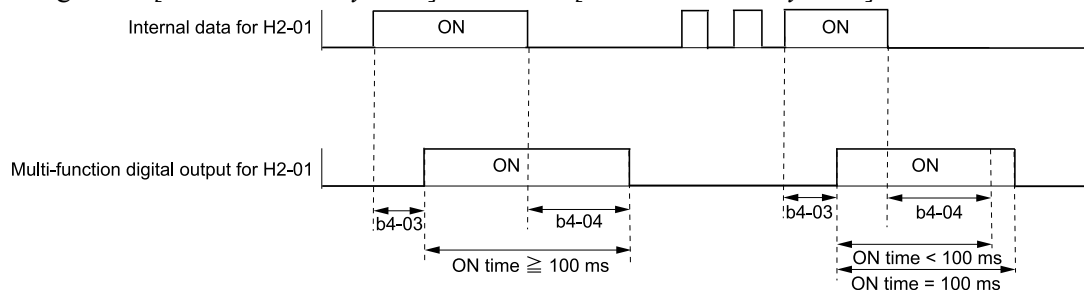 Internal data for H2-01
ON
ON
Multi-function digital output for H2-01
ON
ON
b4-03
b4-04
b4-03
b4-04
ON time ≧ 100 ms
ON time < 100 ms
ON time = 100 ms